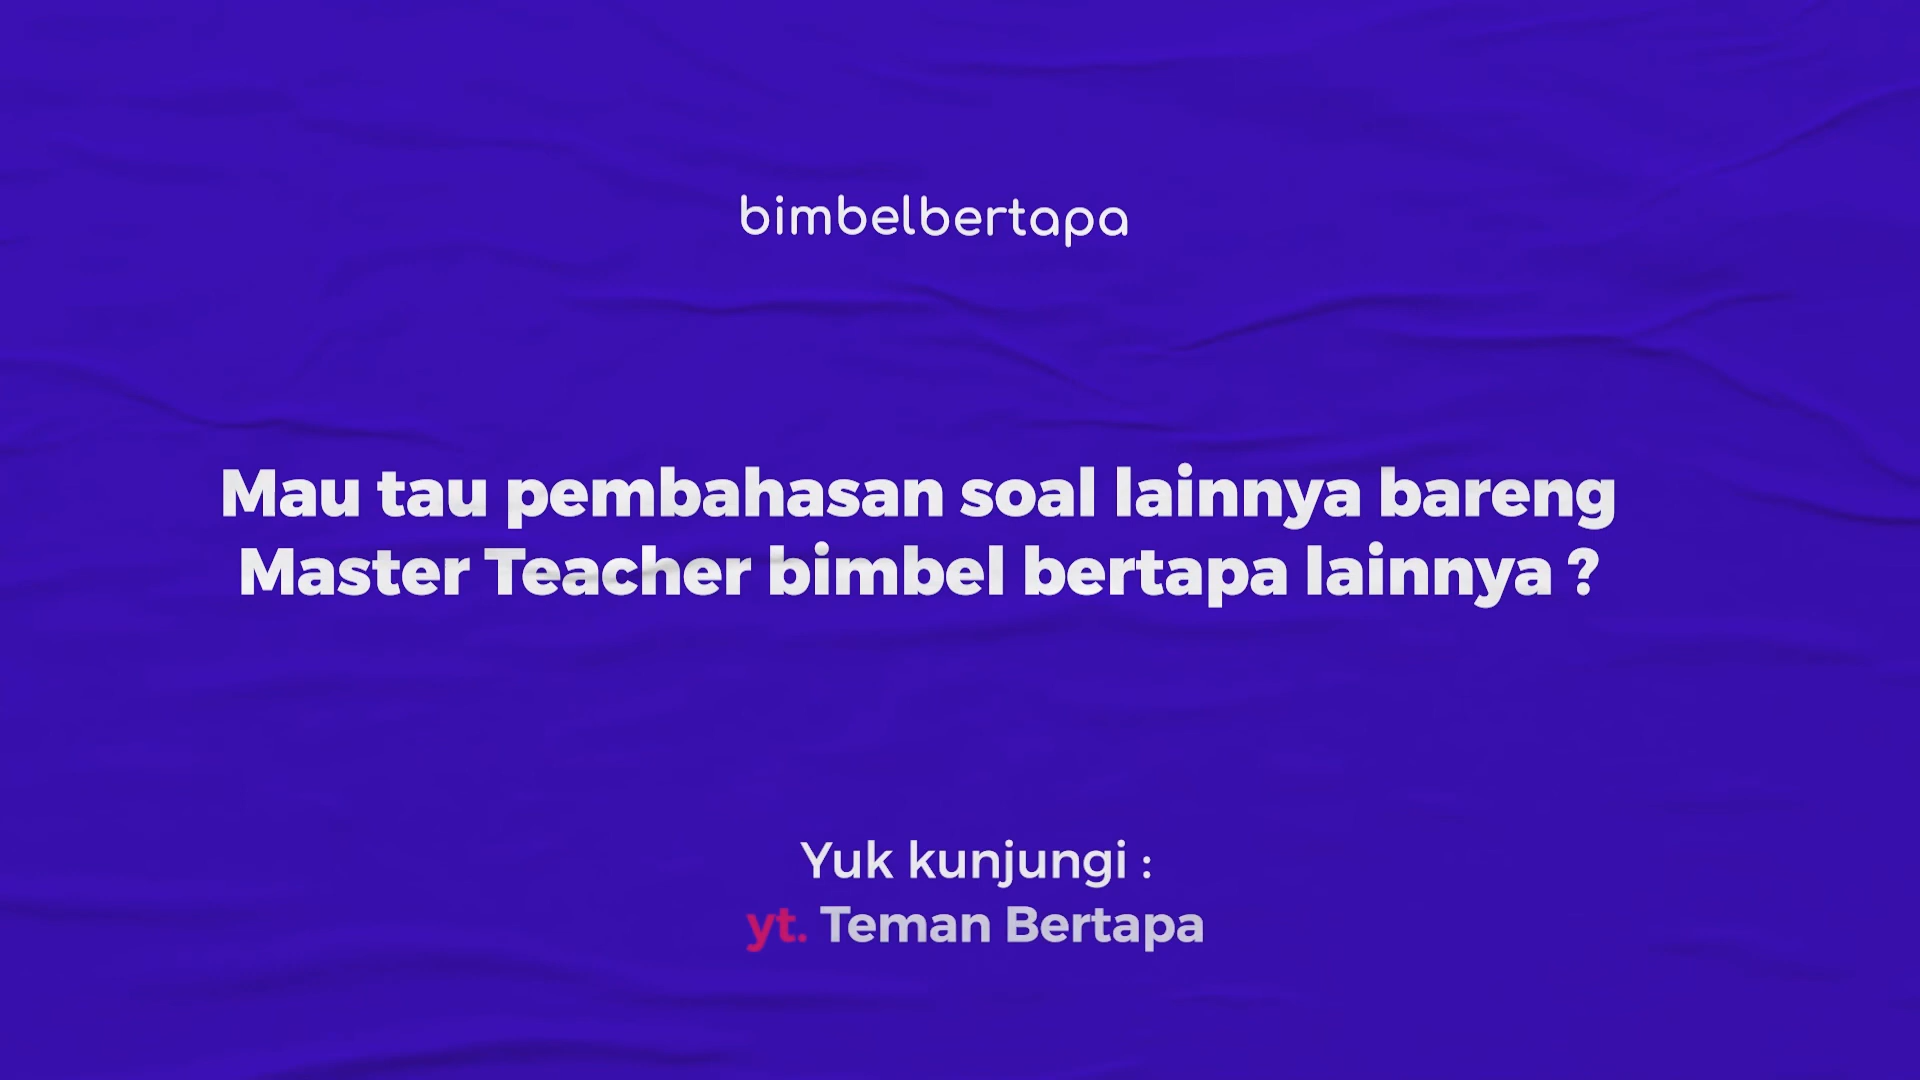 bimbelbertapa
Mau tau pembahasan soal lainnya bareng
Master Teacher bimbel bertapa lainnya ?
Yuk kunjungi :
yt. Teman Bertapa